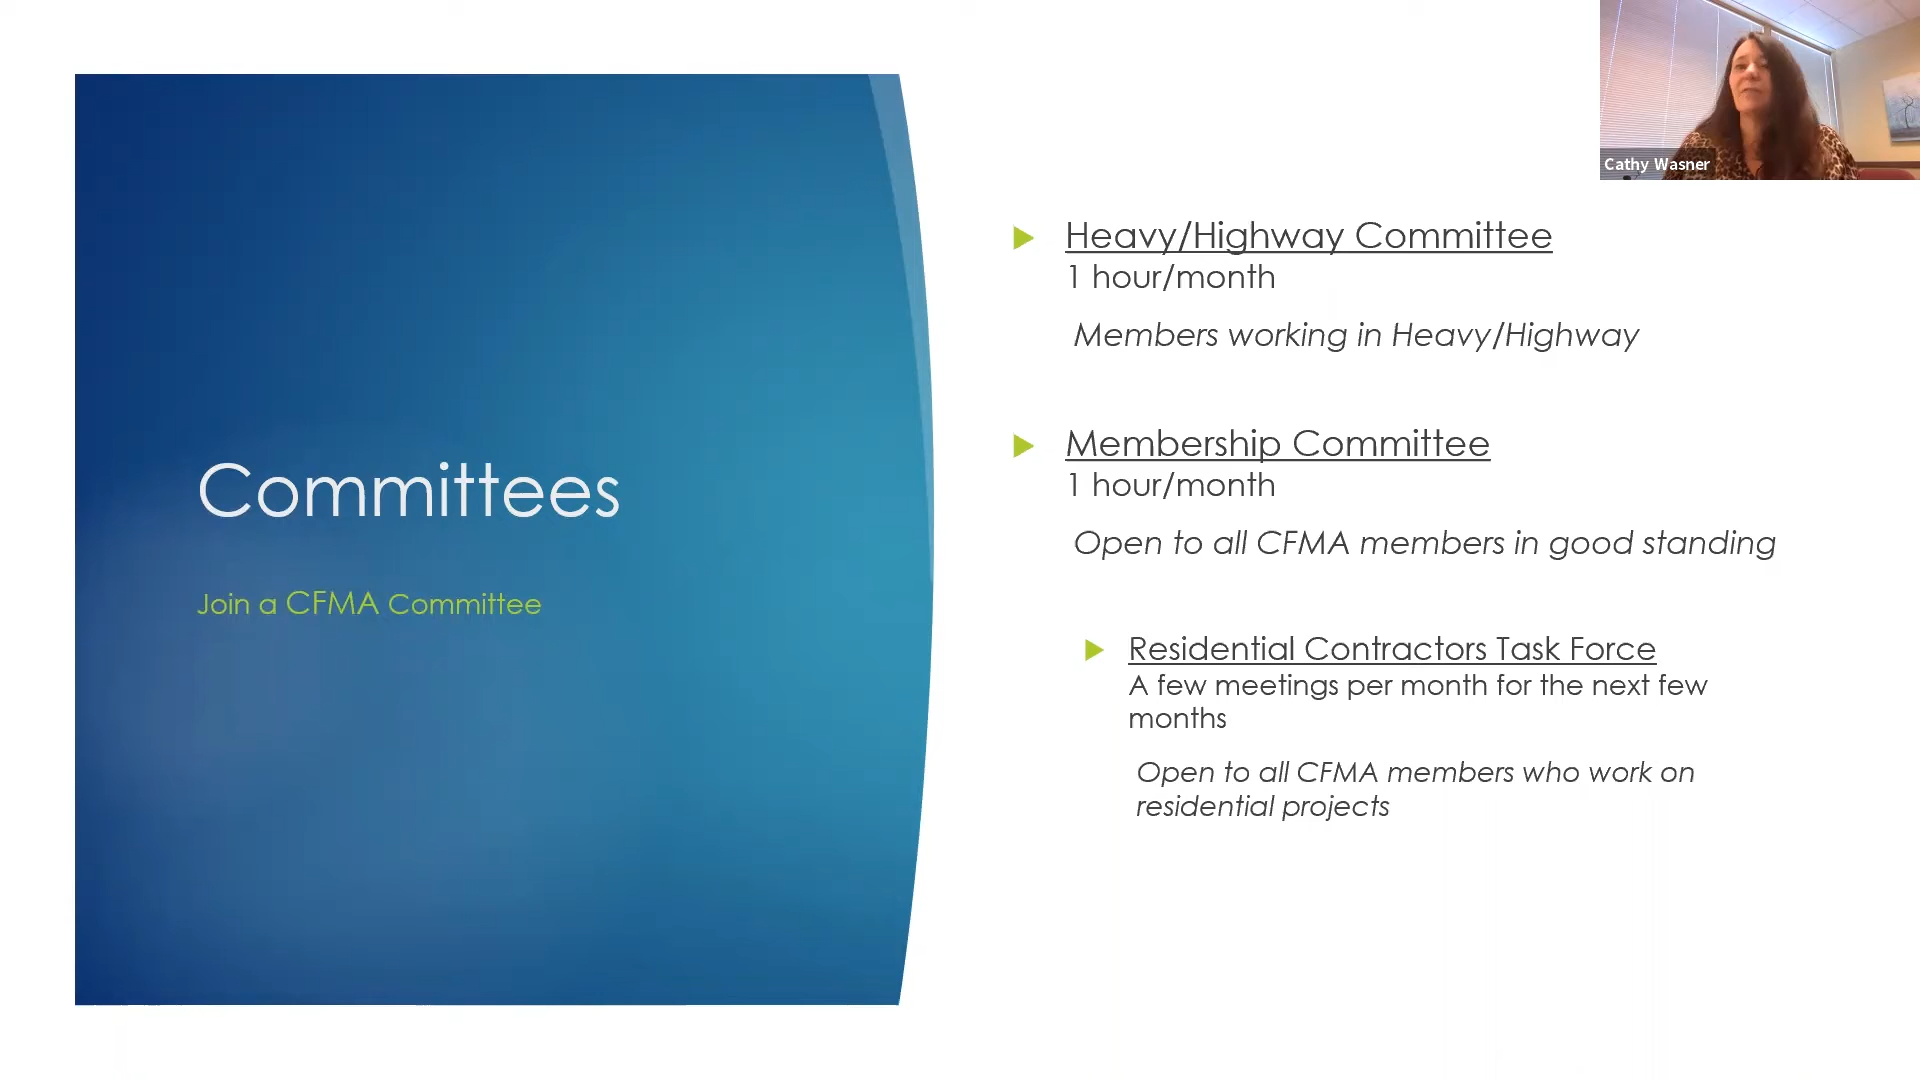 Cathy Wasner
Committees
Join a CFMA Committee
Heavy/Highway Committee
1 hour/month
Members working in Heavy/Highway
Membership Committee
1 hour/month
Open to all CFMA members in good standing
Residential Contractors Task Force
A few meetings per month for the next few
months
Open to all CFMA members who work on
residential projects